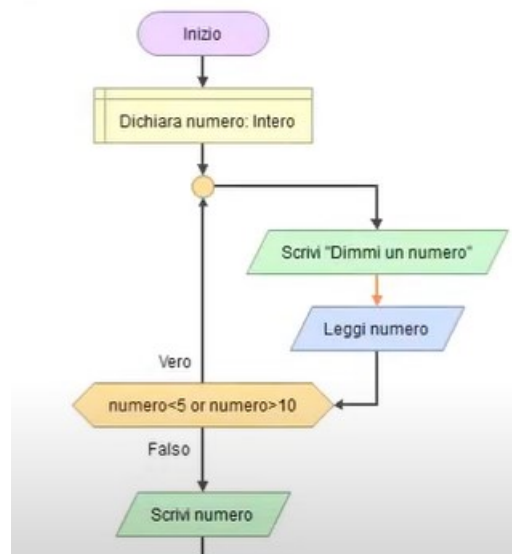 Inizio
Dichiara numero: Intero
Scrivi "Dimmi un numero"
Leggi numero
Vero
numero<5 or numero>10
Falso
Scrivi numero